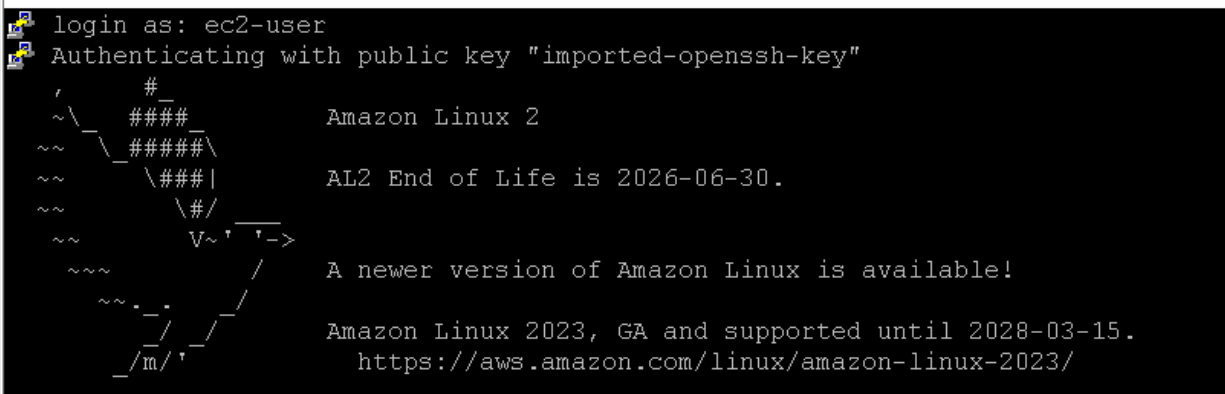 login as: ec2-user
Authenticating with public key "imported-openssh-key"
   ,     #_
   ~\_  ####_        Amazon Linux 2
  ~~  \_#####\
  ~~     \###|       AL2 End of Life is 2026-06-30.
  ~~       \#/ ___
   ~~       V~' '->
    ~~~         /    A newer version of Amazon Linux is available!
      ~~._.   _/
         _/ _/       Amazon Linux 2023, GA and supported until 2028-03-15.
       _/m/'           https://aws.amazon.com/linux/amazon-linux-2023/